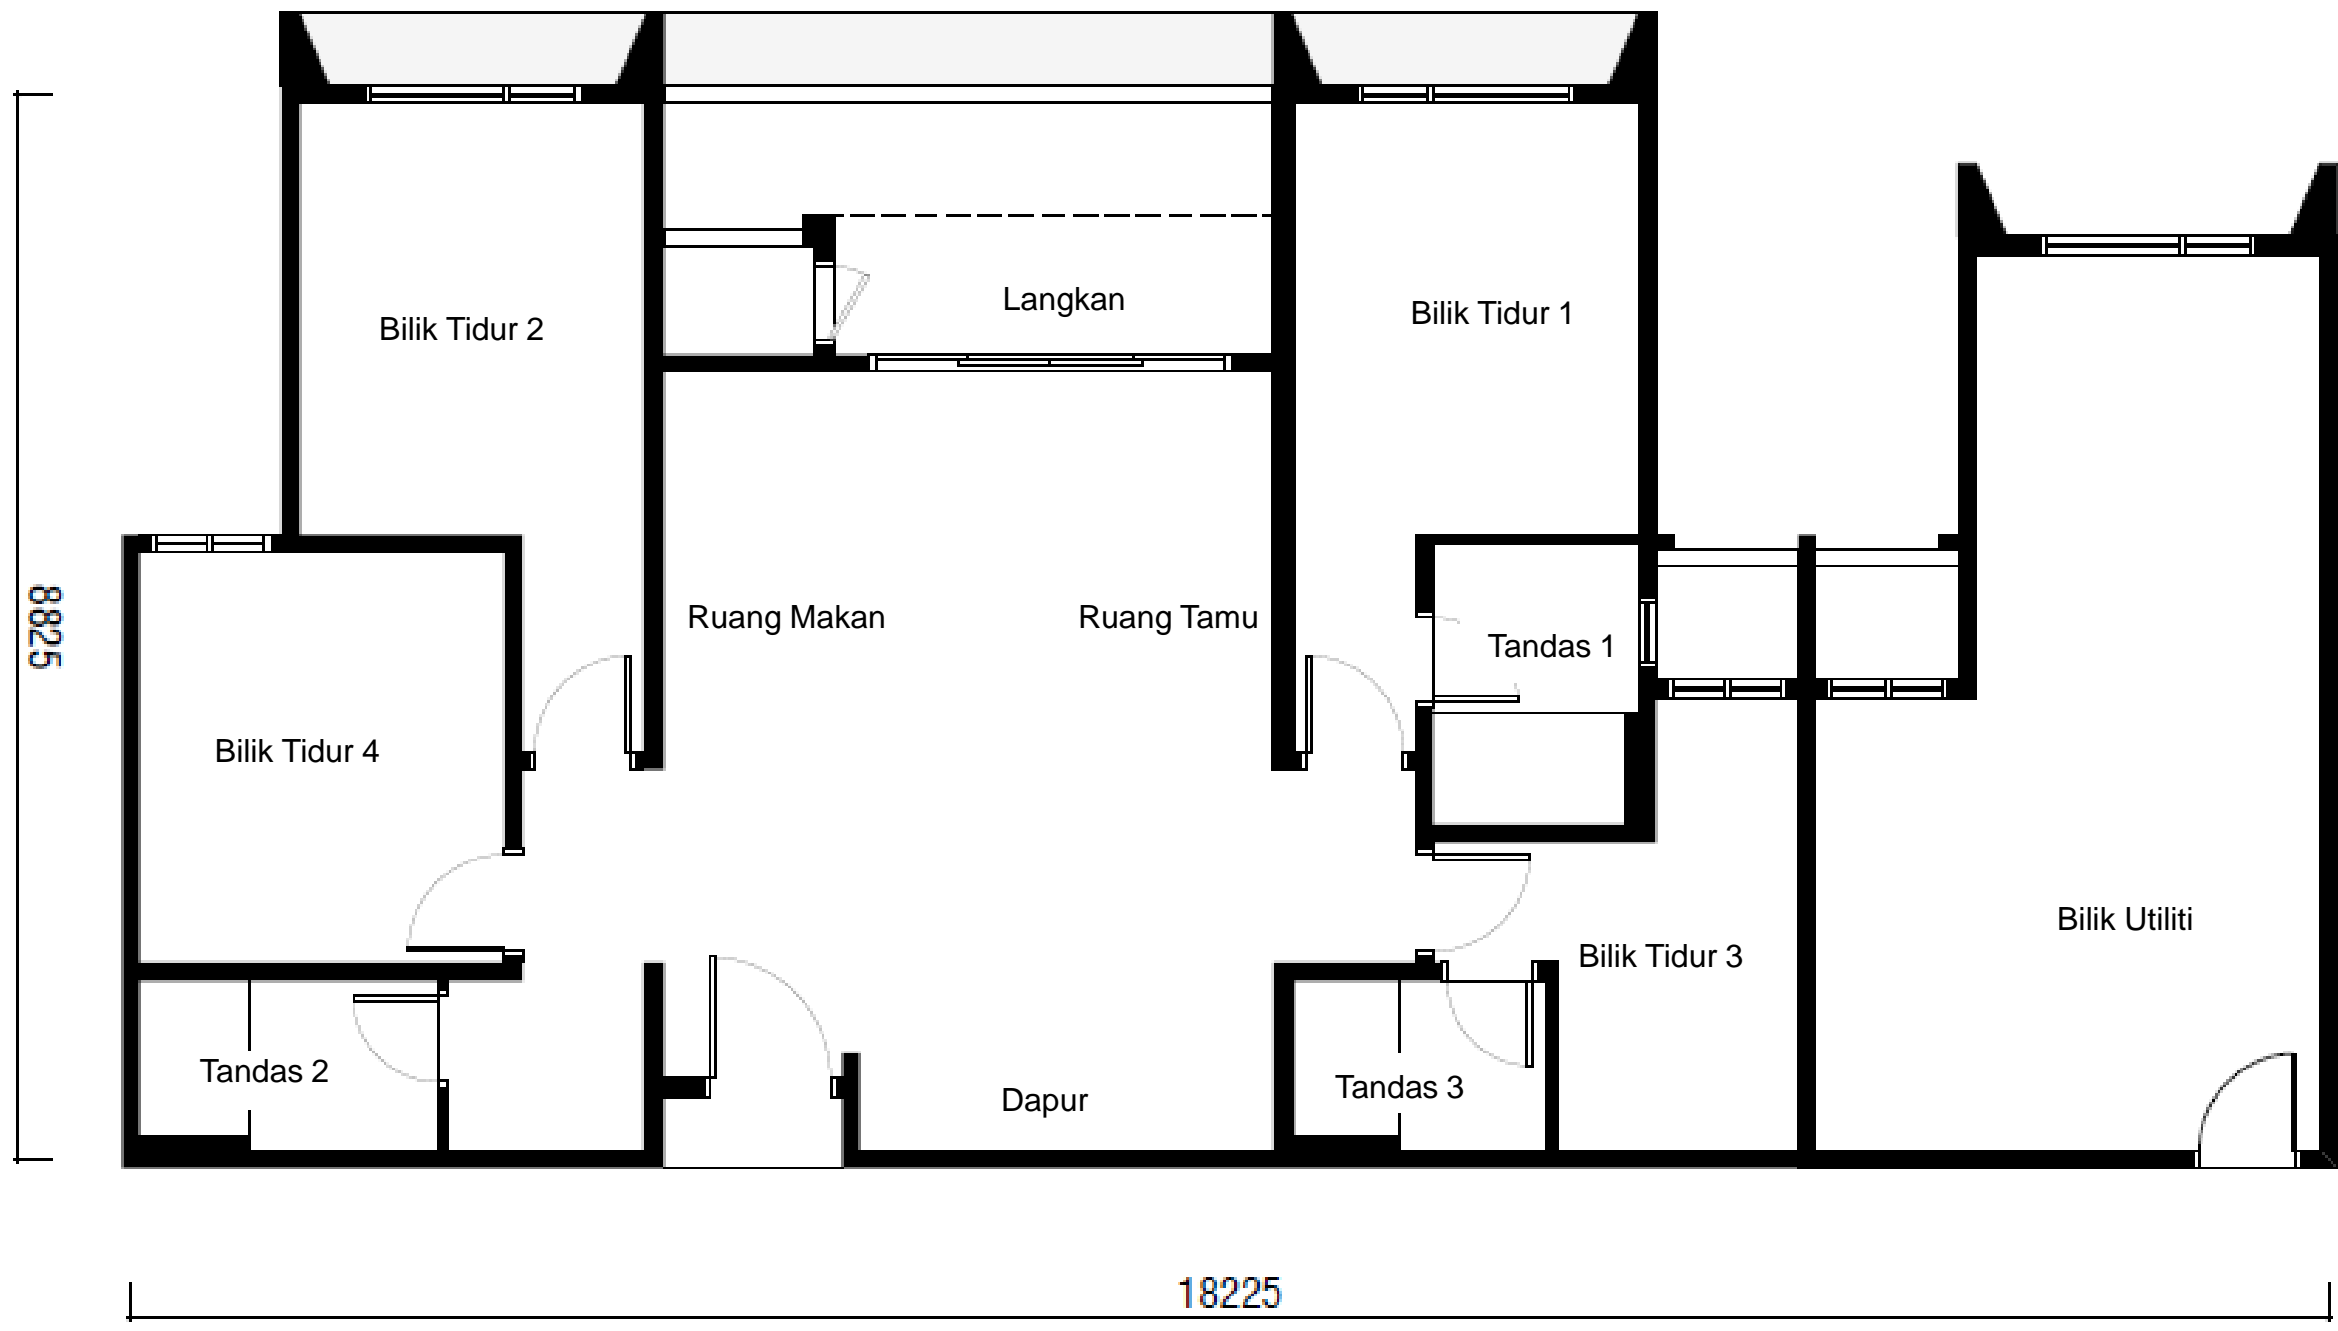 Langkan
Bilik Tidur 1
Bilik Tidur 2
8825
Ruang Makan
Ruang Tamu
Tandas 1
Bilik Tidur 4
Bilik Utiliti
Bilik Tidur 3
Tandas 2
Tandas 3
Dapur
18225